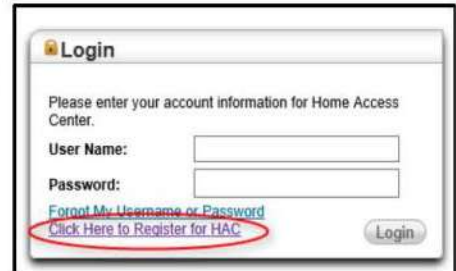 Login
Please enter your account information for Home Access
Center.
User Name:
Password:
Forgot My Username or Password
Click Here to Register for HAC
Login